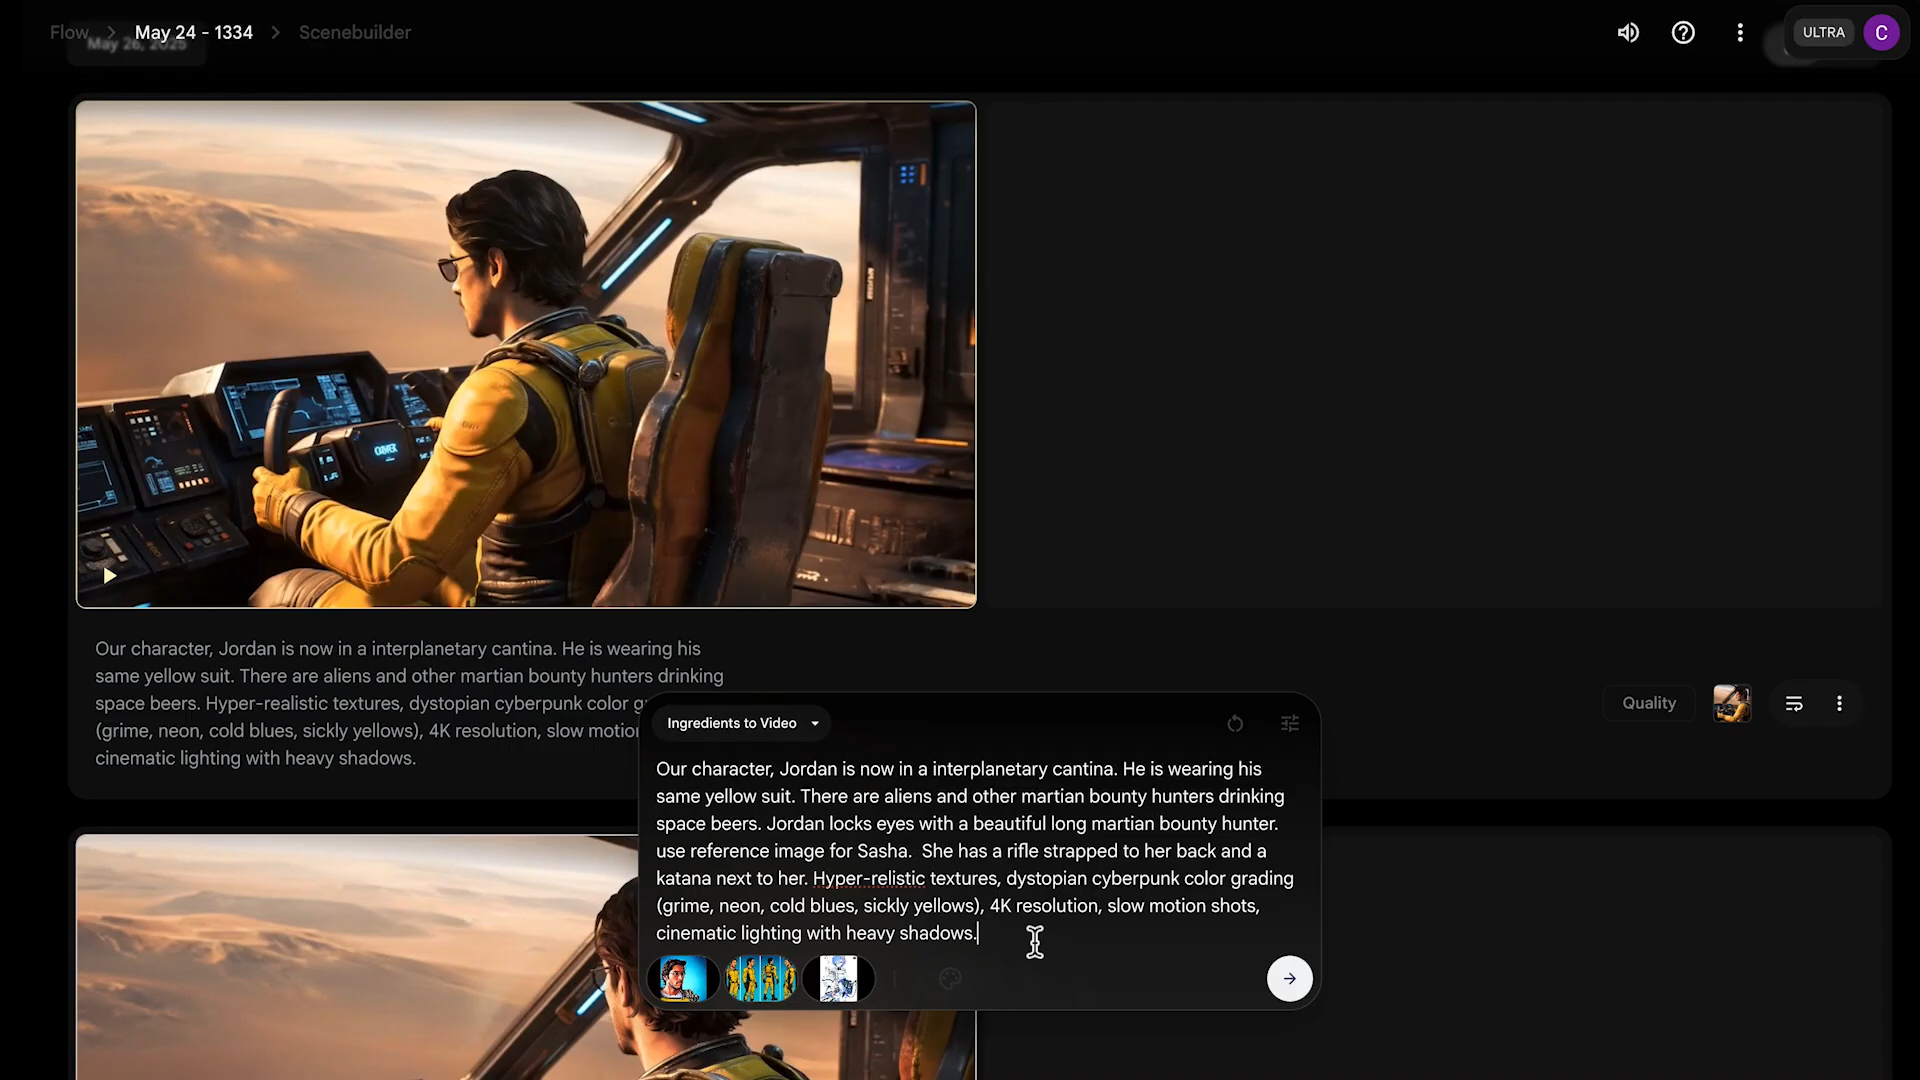 Flow > May 24 - 1334 > Scenebuilder
ULTRA C
May 26, 2025
Our character, Jordan is now in a interplanetary cantina. He is wearing his
same yellow suit. There are aliens and other martian bounty hunters drinking
space beers. Hyper-realistic textures, dystopian cyberpunk color gr
(grime, neon, cold blues, sickly yellows), 4K resolution, slow motion
cinematic lighting with heavy shadows.
Quality
Ingredients to Video
Our character, Jordan is now in a interplanetary cantina. He is wearing his
same yellow suit. There are aliens and other martian bounty hunters drinking
space beers. Jordan locks eyes with a beautiful long martian bounty hunter.
use reference image for Sasha.  She has a rifle strapped to her back and a
katana next to her. Hyper-relistic textures, dystopian cyberpunk color grading
(grime, neon, cold blues, sickly yellows), 4K resolution, slow motion shots,
cinematic lighting with heavy shadows.